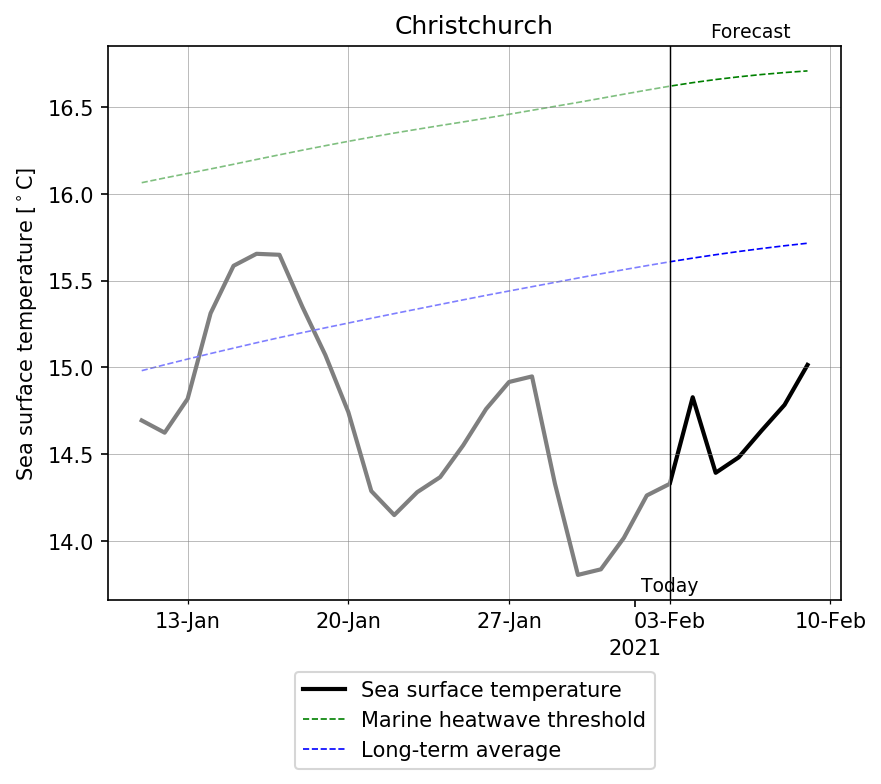 Christchurch
Forecast
Sea surface temperature [°C]
16.5
16.0
15.5
15.0
14.5
14.0
Today
13-Jan 20-Jan 27-Jan 03-Feb 10-Feb
2021
Sea surface temperature
Marine heatwave threshold
Long-term average